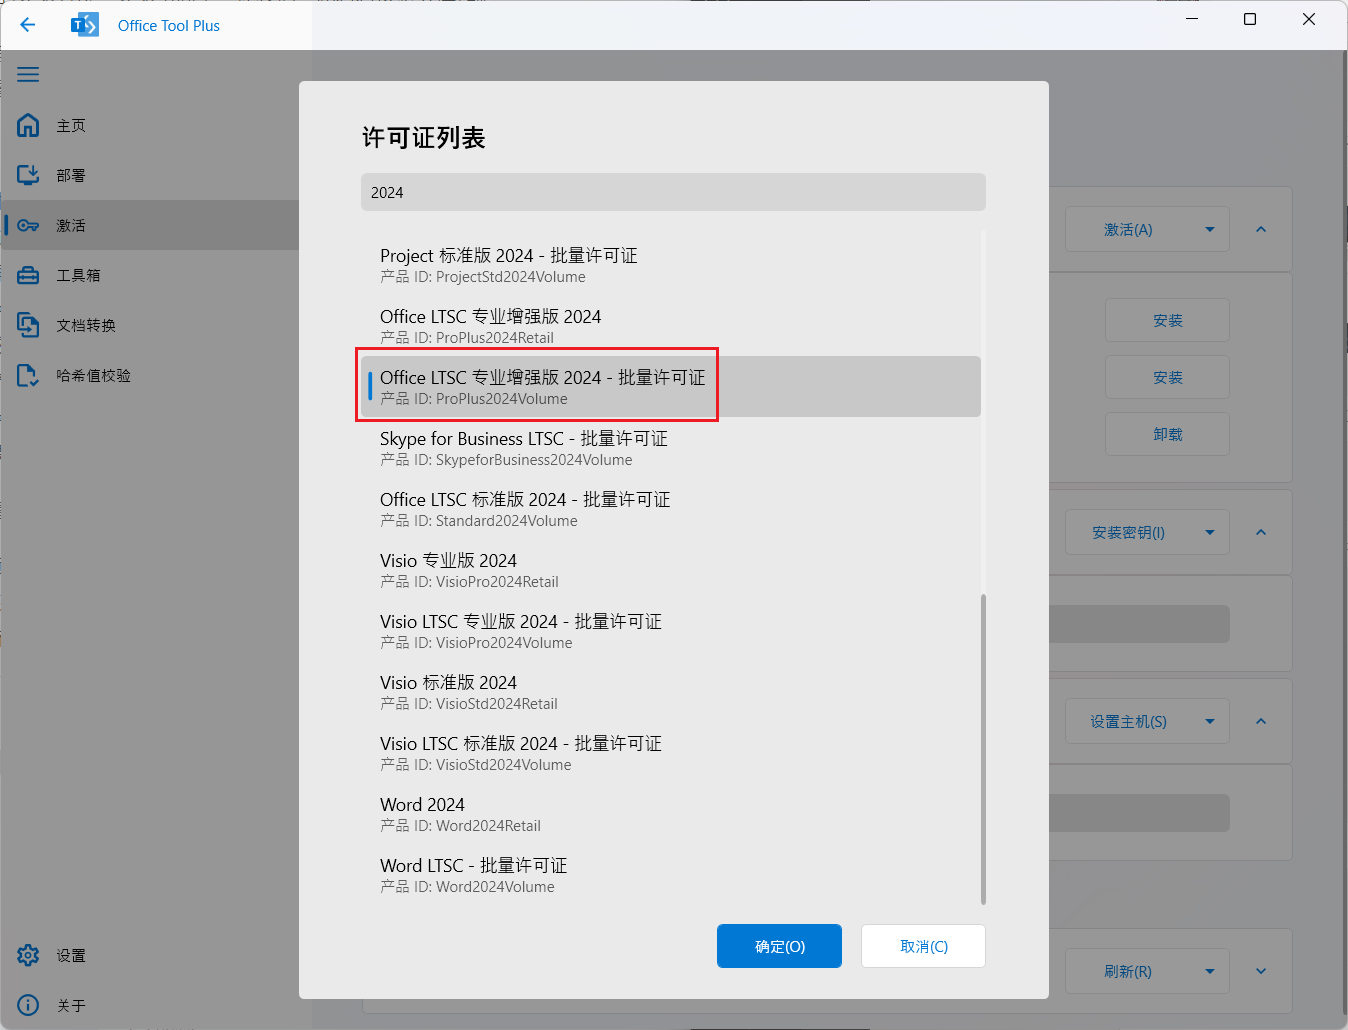 Office Tool Plus
主页
部署
激活
工具箱
文档转换
哈希值校验
设置
关于
许可证列表
2024
Project 标准版 2024 - 批量许可证
产品 ID: ProjectStd2024Volume
Office LTSC 专业增强版 2024
产品 ID: ProPlus2024Retail
Office LTSC 专业增强版 2024 - 批量许可证
产品 ID: ProPlus2024Volume
Skype for Business LTSC - 批量许可证
产品 ID: SkypeforBusiness2024Volume
Office LTSC 标准版 2024 - 批量许可证
产品 ID: Standard2024Volume
Visio 专业版 2024
产品 ID: VisioPro2024Retail
Visio LTSC 专业版 2024 - 批量许可证
产品 ID: VisioPro2024Volume
Visio 标准版 2024
产品 ID: VisioStd2024Retail
Visio LTSC 标准版 2024 - 批量许可证
产品 ID: VisioStd2024Volume
Word 2024
产品 ID: Word2024Retail
Word LTSC - 批量许可证
产品 ID: Word2024Volume
确定(O)
取消(C)
激活(A)
安装
安装
卸载
安装密钥(I)
设置主机(S)
刷新(R)